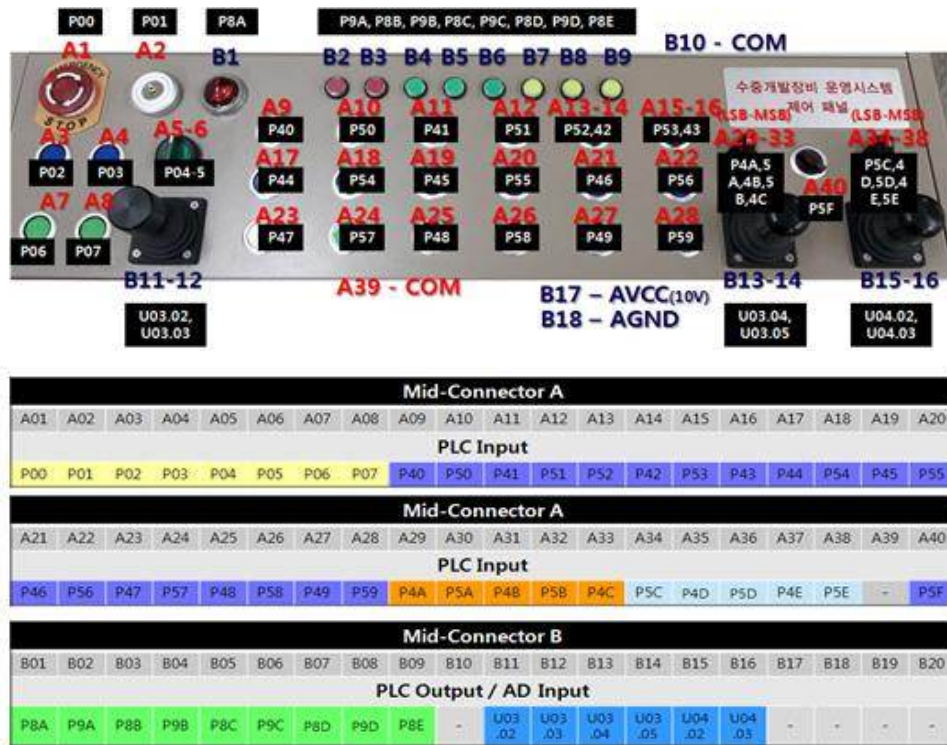 P00 P01 P8A P9A, P8B, P9B, P8C, P9C, P8D, P9D, P8E
A1 A2 B1 B2 B3 B4 B5 B6 B7 B8 B9 B10 - COM
EMERGENCY
STOP
수중개발장비 운영시스템
제어 패널
A3 A4 A5-6 A9 A10 A11 A12 A13-14 A15-16 (LSB-MSB) (LSB-MSB)
P40 P50 P41 P51 P52,42 P53,43 A29-33 A34-38
P02 P03 P04-5
A17 A18 A19 A20 A21 A22
P44 P54 P45 P55 P46 P56
P4A,5
A,4B,5
B,4C
A40
P5F
P5C,4
D,5D,4
E,5E
A7 A8 A23 A24 A25 A26 A27 A28
P06 P07 P47 P57 P48 P58 P49 P59
B11-12 A39 - COM B17 – AVCC(10V) B13-14 B15-16
B18 – AGND
U03.02,
U03.03
U03.04,
U03.05
U04.02,
U04.03
Mid-Connector A
A01 A02 A03 A04 A05 A06 A07 A08 A09 A10 A11 A12 A13 A14 A15 A16 A17 A18 A19 A20
PLC Input
P00 P01 P02 P03 P04 P05 P06 P07 P40 P50 P41 P51 P52 P42 P53 P43 P44 P54 P45 P55
Mid-Connector A
A21 A22 A23 A24 A25 A26 A27 A28 A29 A30 A31 A32 A33 A34 A35 A36 A37 A38 A39 A40
PLC Input
P46 P56 P47 P57 P48 P58 P49 P59 P4A P5A P4B P5B P4C P5C P4D P5D P4E P5E - P5F
Mid-Connector B
B01 B02 B03 B04 B05 B06 B07 B08 B09 B10 B11 B12 B13 B14 B15 B16 B17 B18 B19 B20
PLC Output / AD Input
P8A P9A P8B P9B P8C P9C P8D P9D P8E - U03.02 U03.03 U03.04 U03.05 U04.02 U04.03 - - - -